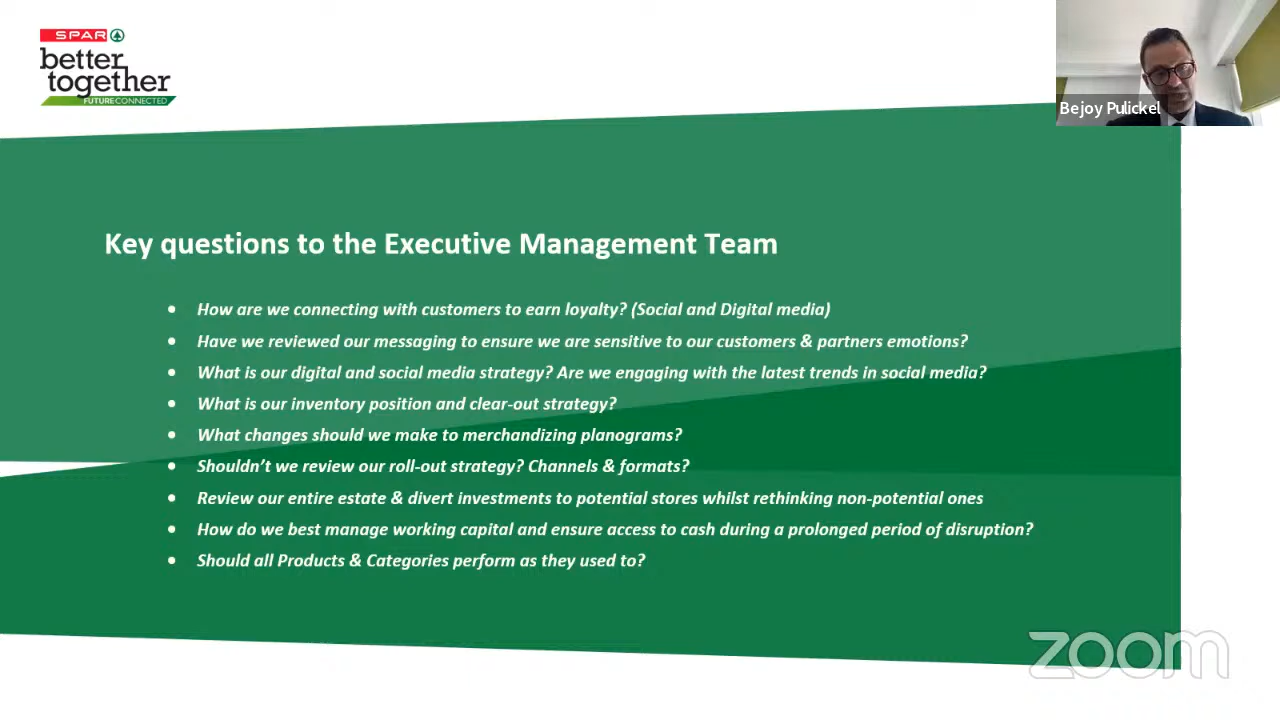 SPAR
better
together
FUTURECONNECTED
Bejoy Pulickel
Key questions to the Executive Management Team
• How are we connecting with customers to earn loyalty? (Social and Digital media)
• Have we reviewed our messaging to ensure we are sensitive to our customers & partners emotions?
• What is our digital and social media strategy? Are we engaging with the latest trends in social media?
• What is our inventory position and clear-out strategy?
• What changes should we make to merchandizing planograms?
• Shouldn't we review our roll-out strategy? Channels & formats?
• Review our entire estate & divert investments to potential stores whilst rethinking non-potential ones
• How do we best manage working capital and ensure access to cash during a prolonged period of disruption?
• Should all Products & Categories perform as they used to?
zoom